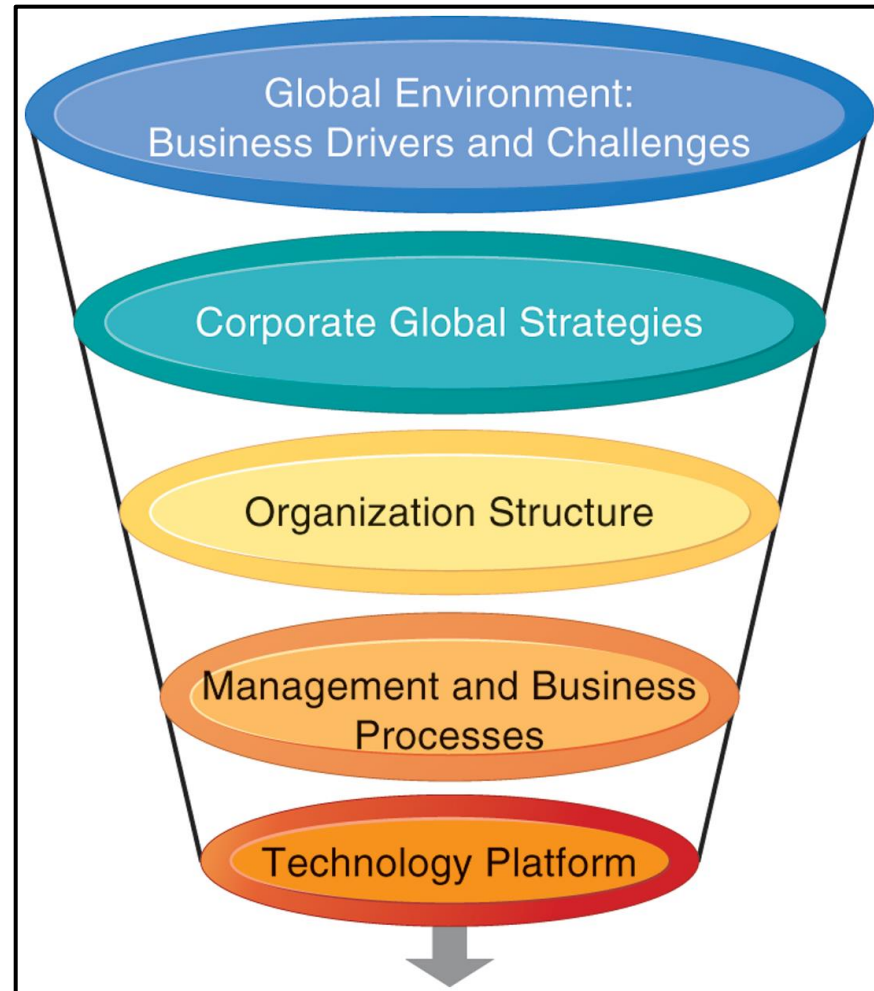 Global Environment:
Business Drivers and Challenges
Corporate Global Strategies
Organization Structure
Management and Business
Processes
Technology Platform